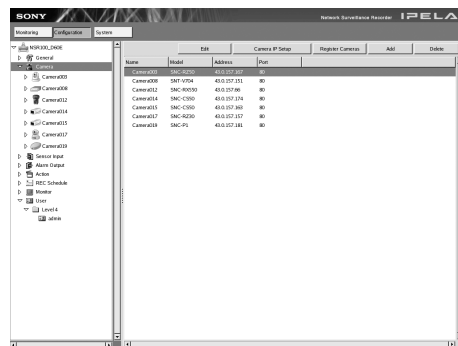 SONY
Network Surveillance Recorder IPELA
Monitoring Configuration System
NSR100_D60E
General
Camera
Camera003
Camera008
Camera012
Camera014
Camera015
Camera017
Camera019
Sensor Input
Alarm Output
Action
REC Schedule
Monitor
User
Level 4
admin
Edit Camera IP Setup Register Cameras Add Delete
Name Model Address Port
Camera003 SNC-RZ50 43.0.157.167 80
Camera008 SNT-V704 43.0.157.151 80
Camera012 SNC-RX550 43.0.157.66 80
Camera014 SNC-CS50 43.0.157.174 80
Camera015 SNC-CS50 43.0.157.163 80
Camera017 SNC-RZ30 43.0.157.157 80
Camera019 SNC-P1 43.0.157.181 80